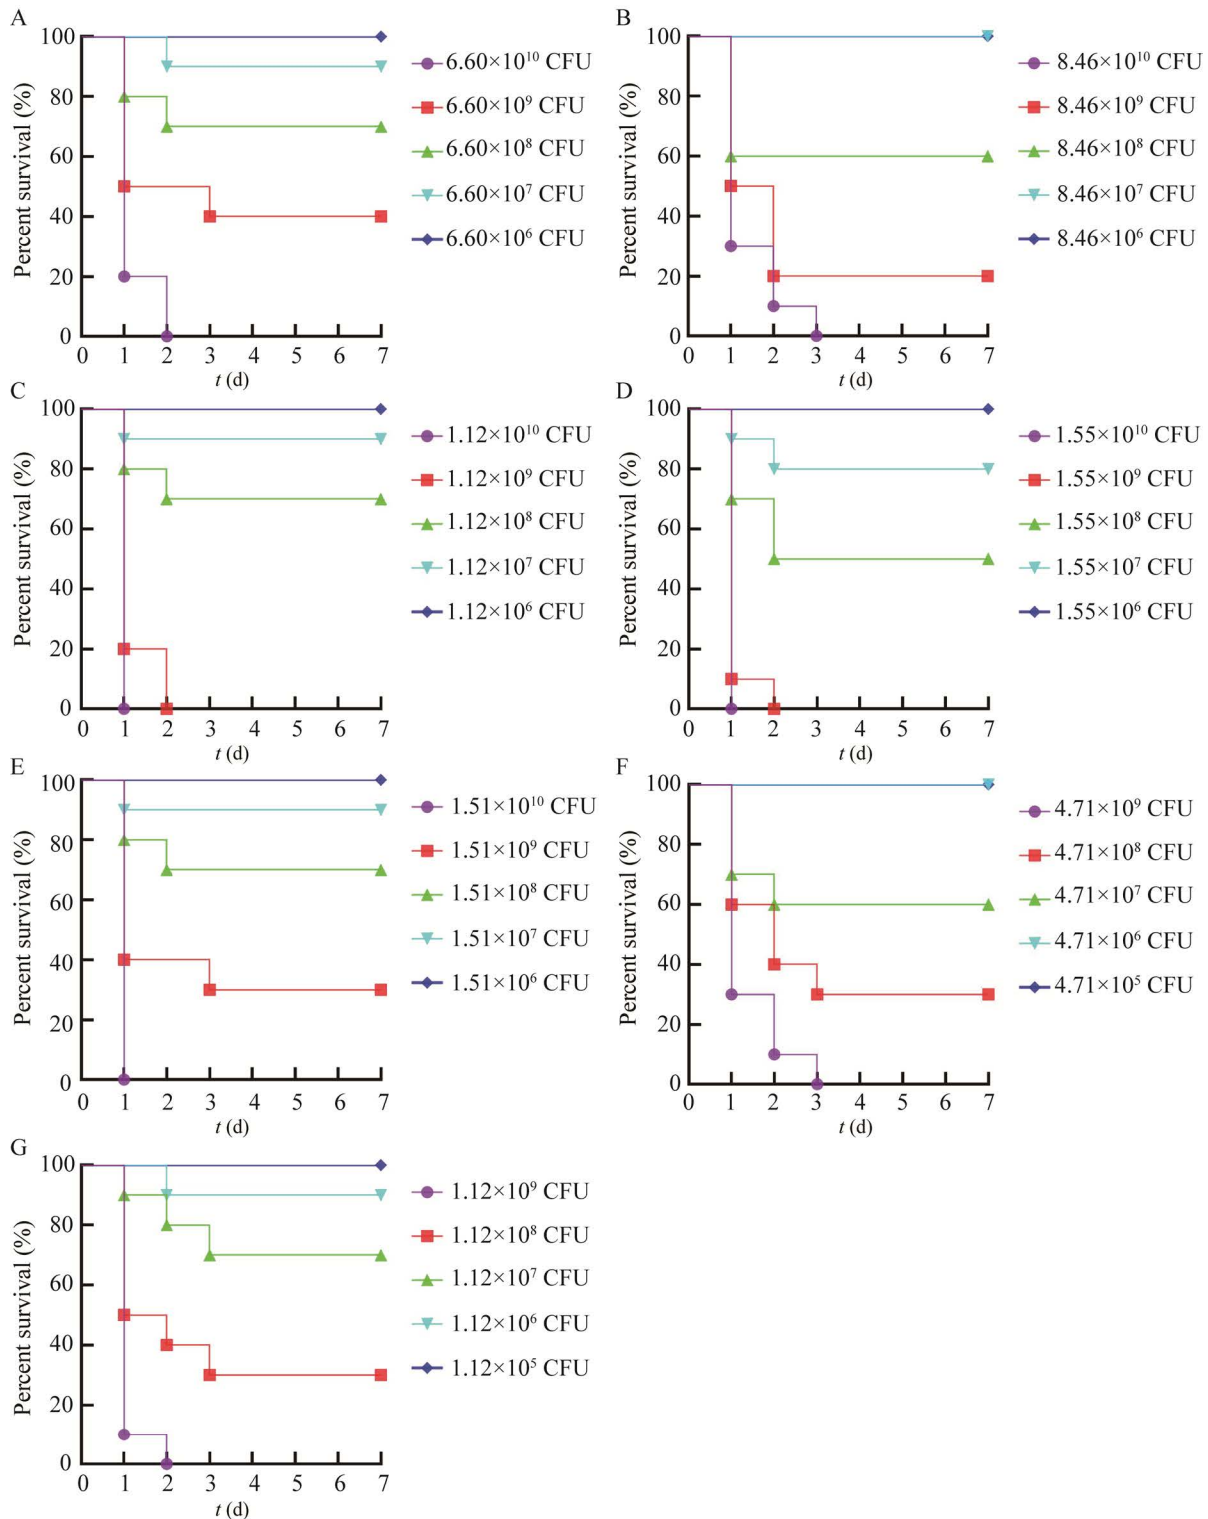 A
Percent survival (%)
100
80
60
40
20
0
0 1 2 3 4 5 6 7
t (d)
6.60×10¹⁰ CFU
6.60×10⁹ CFU
6.60×10⁸ CFU
6.60×10⁷ CFU
6.60×10⁶ CFU
B
Percent survival (%)
100
80
60
40
20
0
0 1 2 3 4 5 6 7
t (d)
8.46×10¹⁰ CFU
8.46×10⁹ CFU
8.46×10⁸ CFU
8.46×10⁷ CFU
8.46×10⁶ CFU
C
Percent survival (%)
100
80
60
40
20
0
0 1 2 3 4 5 6 7
t (d)
1.12×10¹⁰ CFU
1.12×10⁹ CFU
1.12×10⁸ CFU
1.12×10⁷ CFU
1.12×10⁶ CFU
D
Percent survival (%)
100
80
60
40
20
0
0 1 2 3 4 5 6 7
t (d)
1.55×10¹⁰ CFU
1.55×10⁹ CFU
1.55×10⁸ CFU
1.55×10⁷ CFU
1.55×10⁶ CFU
E
Percent survival (%)
100
80
60
40
20
0
0 1 2 3 4 5 6 7
t (d)
1.51×10¹⁰ CFU
1.51×10⁹ CFU
1.51×10⁸ CFU
1.51×10⁷ CFU
1.51×10⁶ CFU
F
Percent survival (%)
100
80
60
40
20
0
0 1 2 3 4 5 6 7
t (d)
4.71×10⁹ CFU
4.71×10⁸ CFU
4.71×10⁷ CFU
4.71×10⁶ CFU
4.71×10⁵ CFU
G
Percent survival (%)
100
80
60
40
20
0
0 1 2 3 4 5 6 7
t (d)
1.12×10⁹ CFU
1.12×10⁸ CFU
1.12×10⁷ CFU
1.12×10⁶ CFU
1.12×10⁵ CFU